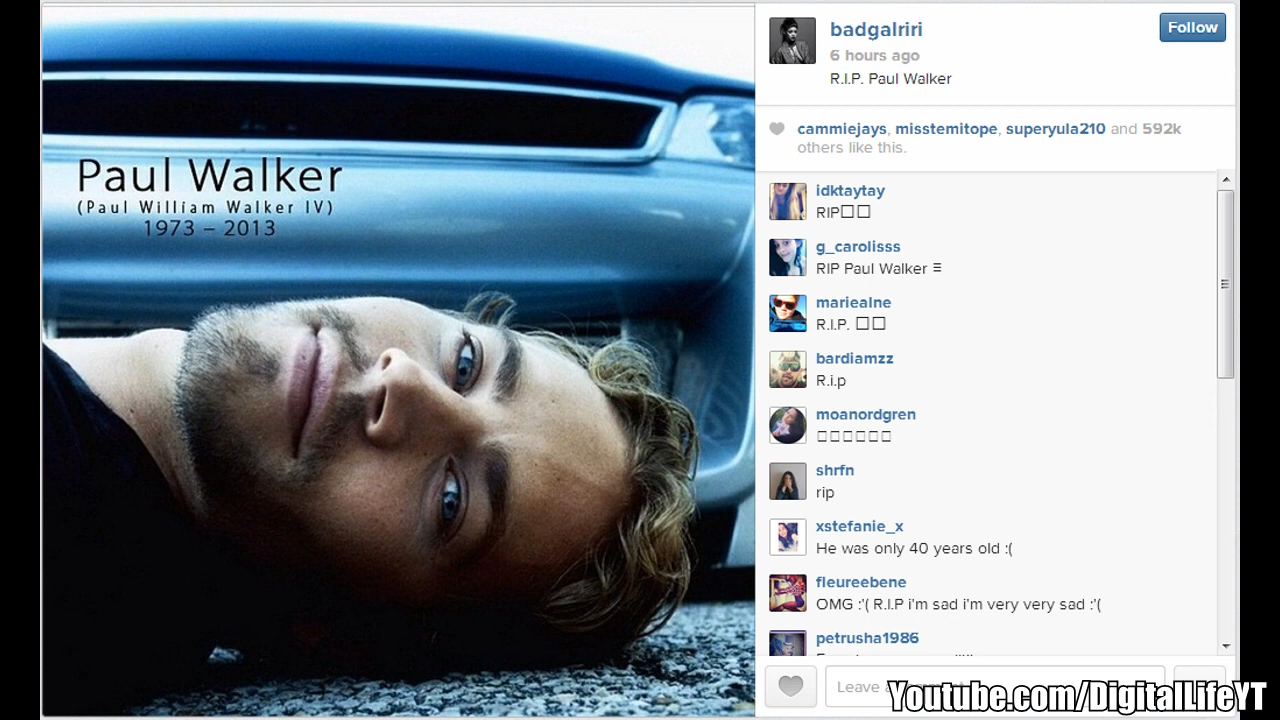 Paul Walker
(Paul William Walker IV)
1973 – 2013
badgalriri
Follow
6 hours ago
R.I.P. Paul Walker
cammiejays, misstemitope, superyula210 and 592k
others like this.
idktaytay
RIP
g_carolisss
RIP Paul Walker
mariealne
R.I.P.
bardiamzz
R.i.p
moanordgren
shrfn
rip
xstefanie_x
He was only 40 years old :(
fleureebene
OMG :'( R.I.P i'm sad i'm very very sad :'(
petrusha1986
Leave a
Youtube.com/DigitalLifeYT